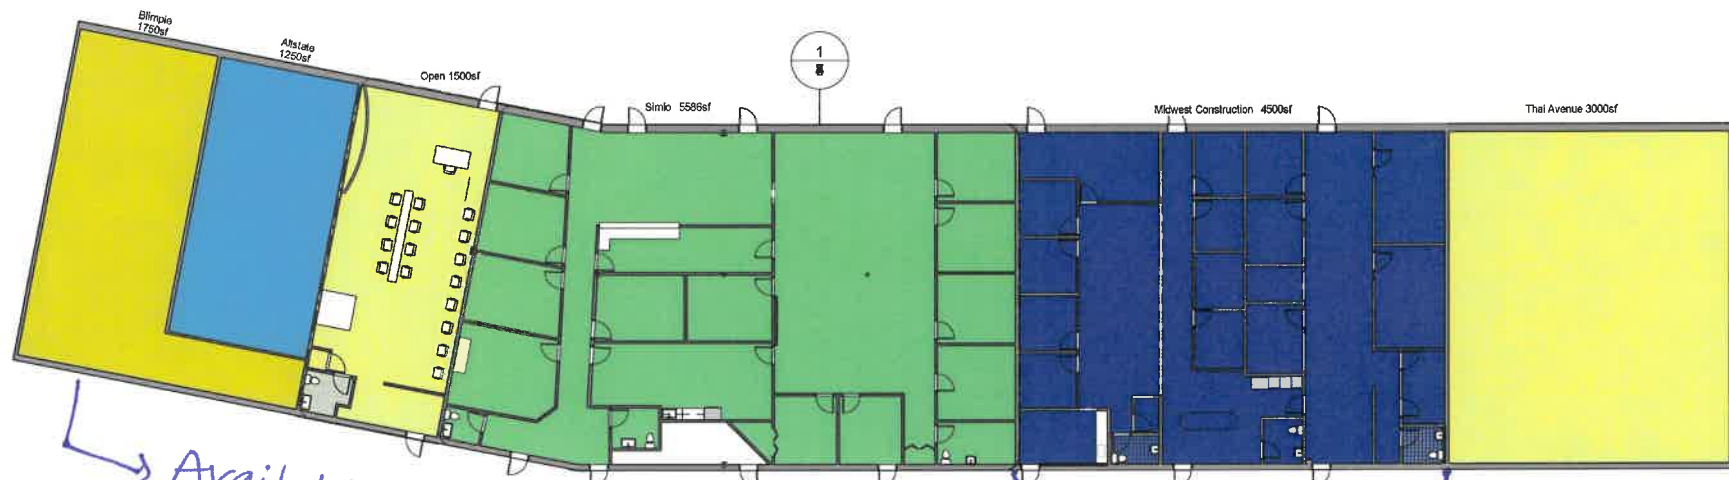 Blimpie
1750sf
Allstate
1250sf
Open 1500sf
Simio 5586sf
1
Midwest Construction 4500sf
Thai Avenue 3000sf